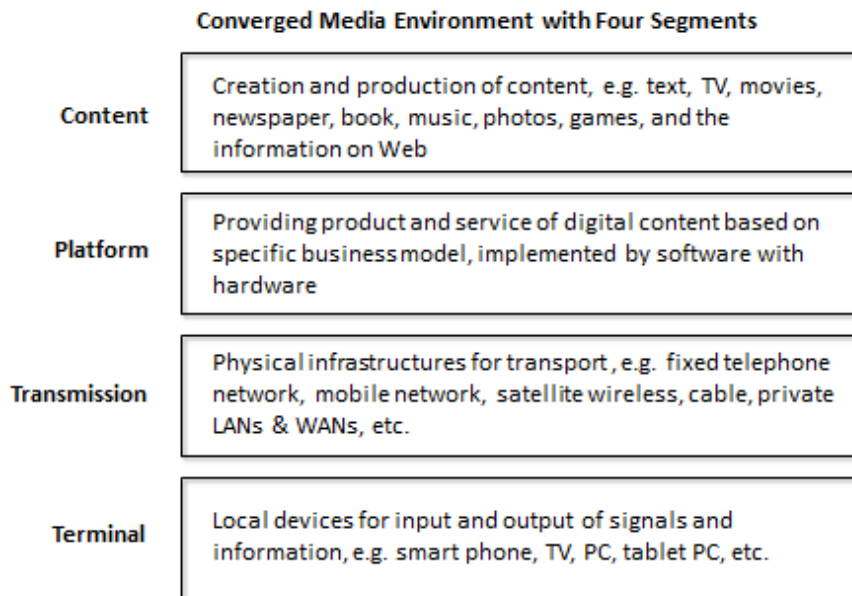 Converged Media Environment with Four Segments
Content
Creation and production of content, e.g. text, TV, movies,
newspaper, book, music, photos, games, and the
information on Web
Platform
Providing product and service of digital content based on
specific business model, implemented by software with
hardware
Transmission
Physical infrastructures for transport, e.g. fixed telephone
network, mobile network, satellite wireless, cable, private
LANs & WANs, etc.
Terminal
Local devices for input and output of signals and
information, e.g. smart phone, TV, PC, tablet PC, etc.